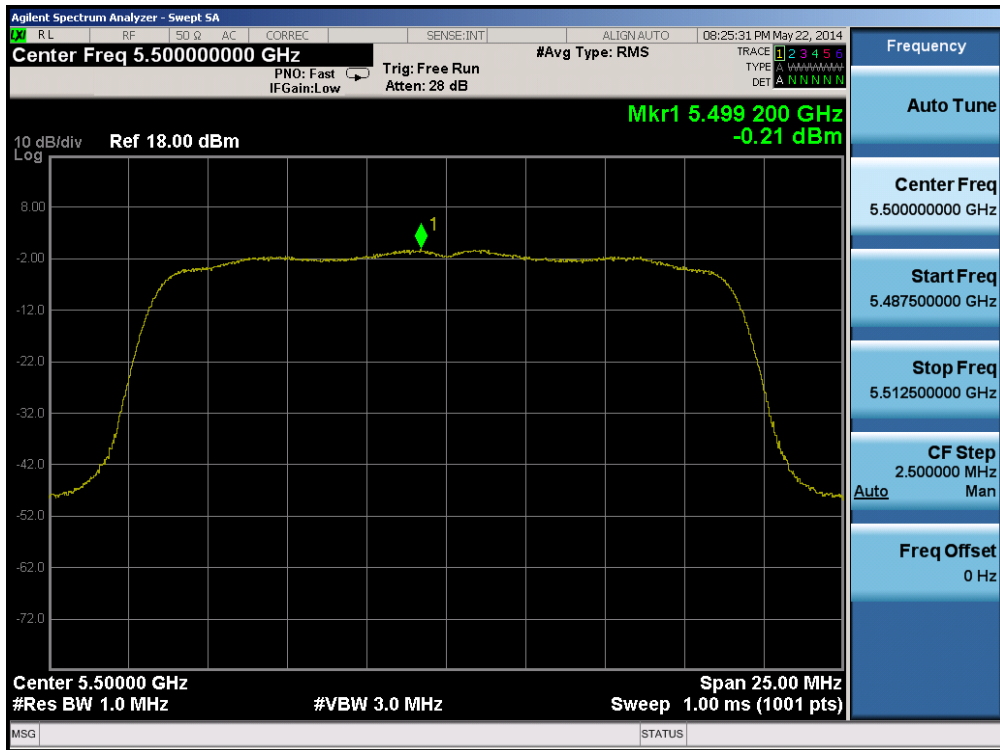 Agilent Spectrum Analyzer - Swept SA
LXI RL RF 50 Ω AC CORREC SENSE:INT ALIGN AUTO 08:25:31 PM May 22, 2014
Center Freq 5.500000000 GHz
PNO: Fast
IFGain:Low
Trig: Free Run
Atten: 28 dB
#Avg Type: RMS
TRACE 1 2 3 4 5 6
TYPE A WWWWW
DET A N N N N N
Mkr1 5.499 200 GHz
-0.21 dBm
10 dB/div Ref 18.00 dBm
Log
1
8.00
-2.00
-12.0
-22.0
-32.0
-42.0
-52.0
-62.0
-72.0
Center 5.50000 GHz Span 25.00 MHz
#Res BW 1.0 MHz #VBW 3.0 MHz Sweep 1.00 ms (1001 pts)
MSG STATUS
Frequency
Auto Tune
Center Freq
5.500000000 GHz
Start Freq
5.487500000 GHz
Stop Freq
5.512500000 GHz
CF Step
2.500000 MHz
Auto Man
Freq Offset
0 Hz